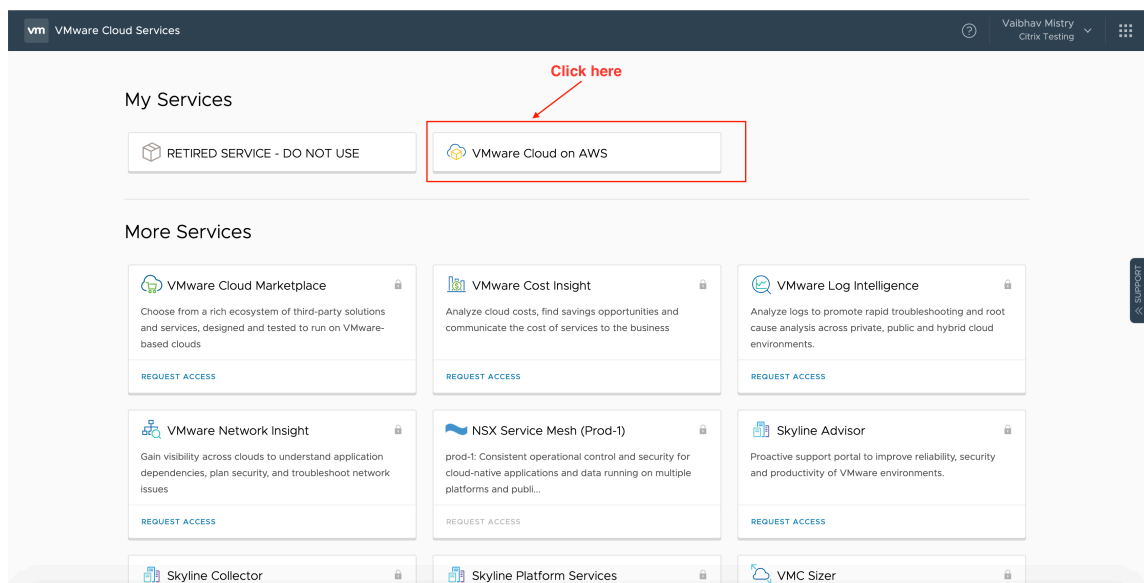 vm VMware Cloud Services
Vaibhav Mistry
Citrix Testing
Click here
My Services
RETIRED SERVICE - DO NOT USE
VMware Cloud on AWS
More Services
VMware Cloud Marketplace
Choose from a rich ecosystem of third-party solutions
and services, designed and tested to run on VMware-
based clouds
REQUEST ACCESS
VMware Cost Insight
Analyze cloud costs, find savings opportunities and
communicate the cost of services to the business
REQUEST ACCESS
VMware Log Intelligence
Analyze logs to promote rapid troubleshooting and root
cause analysis across private, public and hybrid cloud
environments.
REQUEST ACCESS
SUPPORT
VMware Network Insight
Gain visibility across clouds to understand application
dependencies, plan security, and troubleshoot network
issues
REQUEST ACCESS
NSX Service Mesh (Prod-1)
prod-1: Consistent operational control and security for
cloud-native applications and data running on multiple
platforms and publi...
REQUEST ACCESS
Skyline Advisor
Proactive support portal to improve reliability, security
and productivity of VMware environments.
REQUEST ACCESS
Skyline Collector
Skyline Platform Services
VMC Sizer